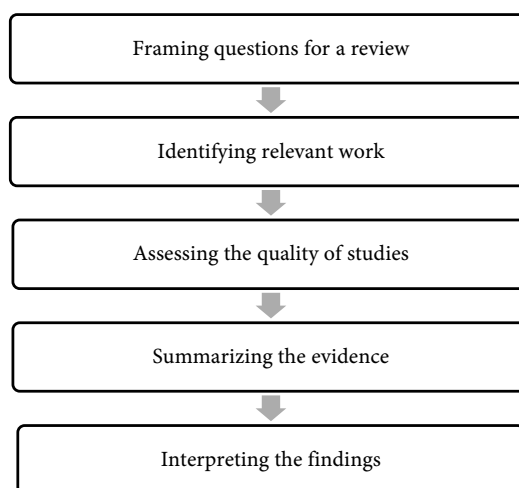 Framing questions for a review
Identifying relevant work
Assessing the quality of studies
Summarizing the evidence
Interpreting the findings